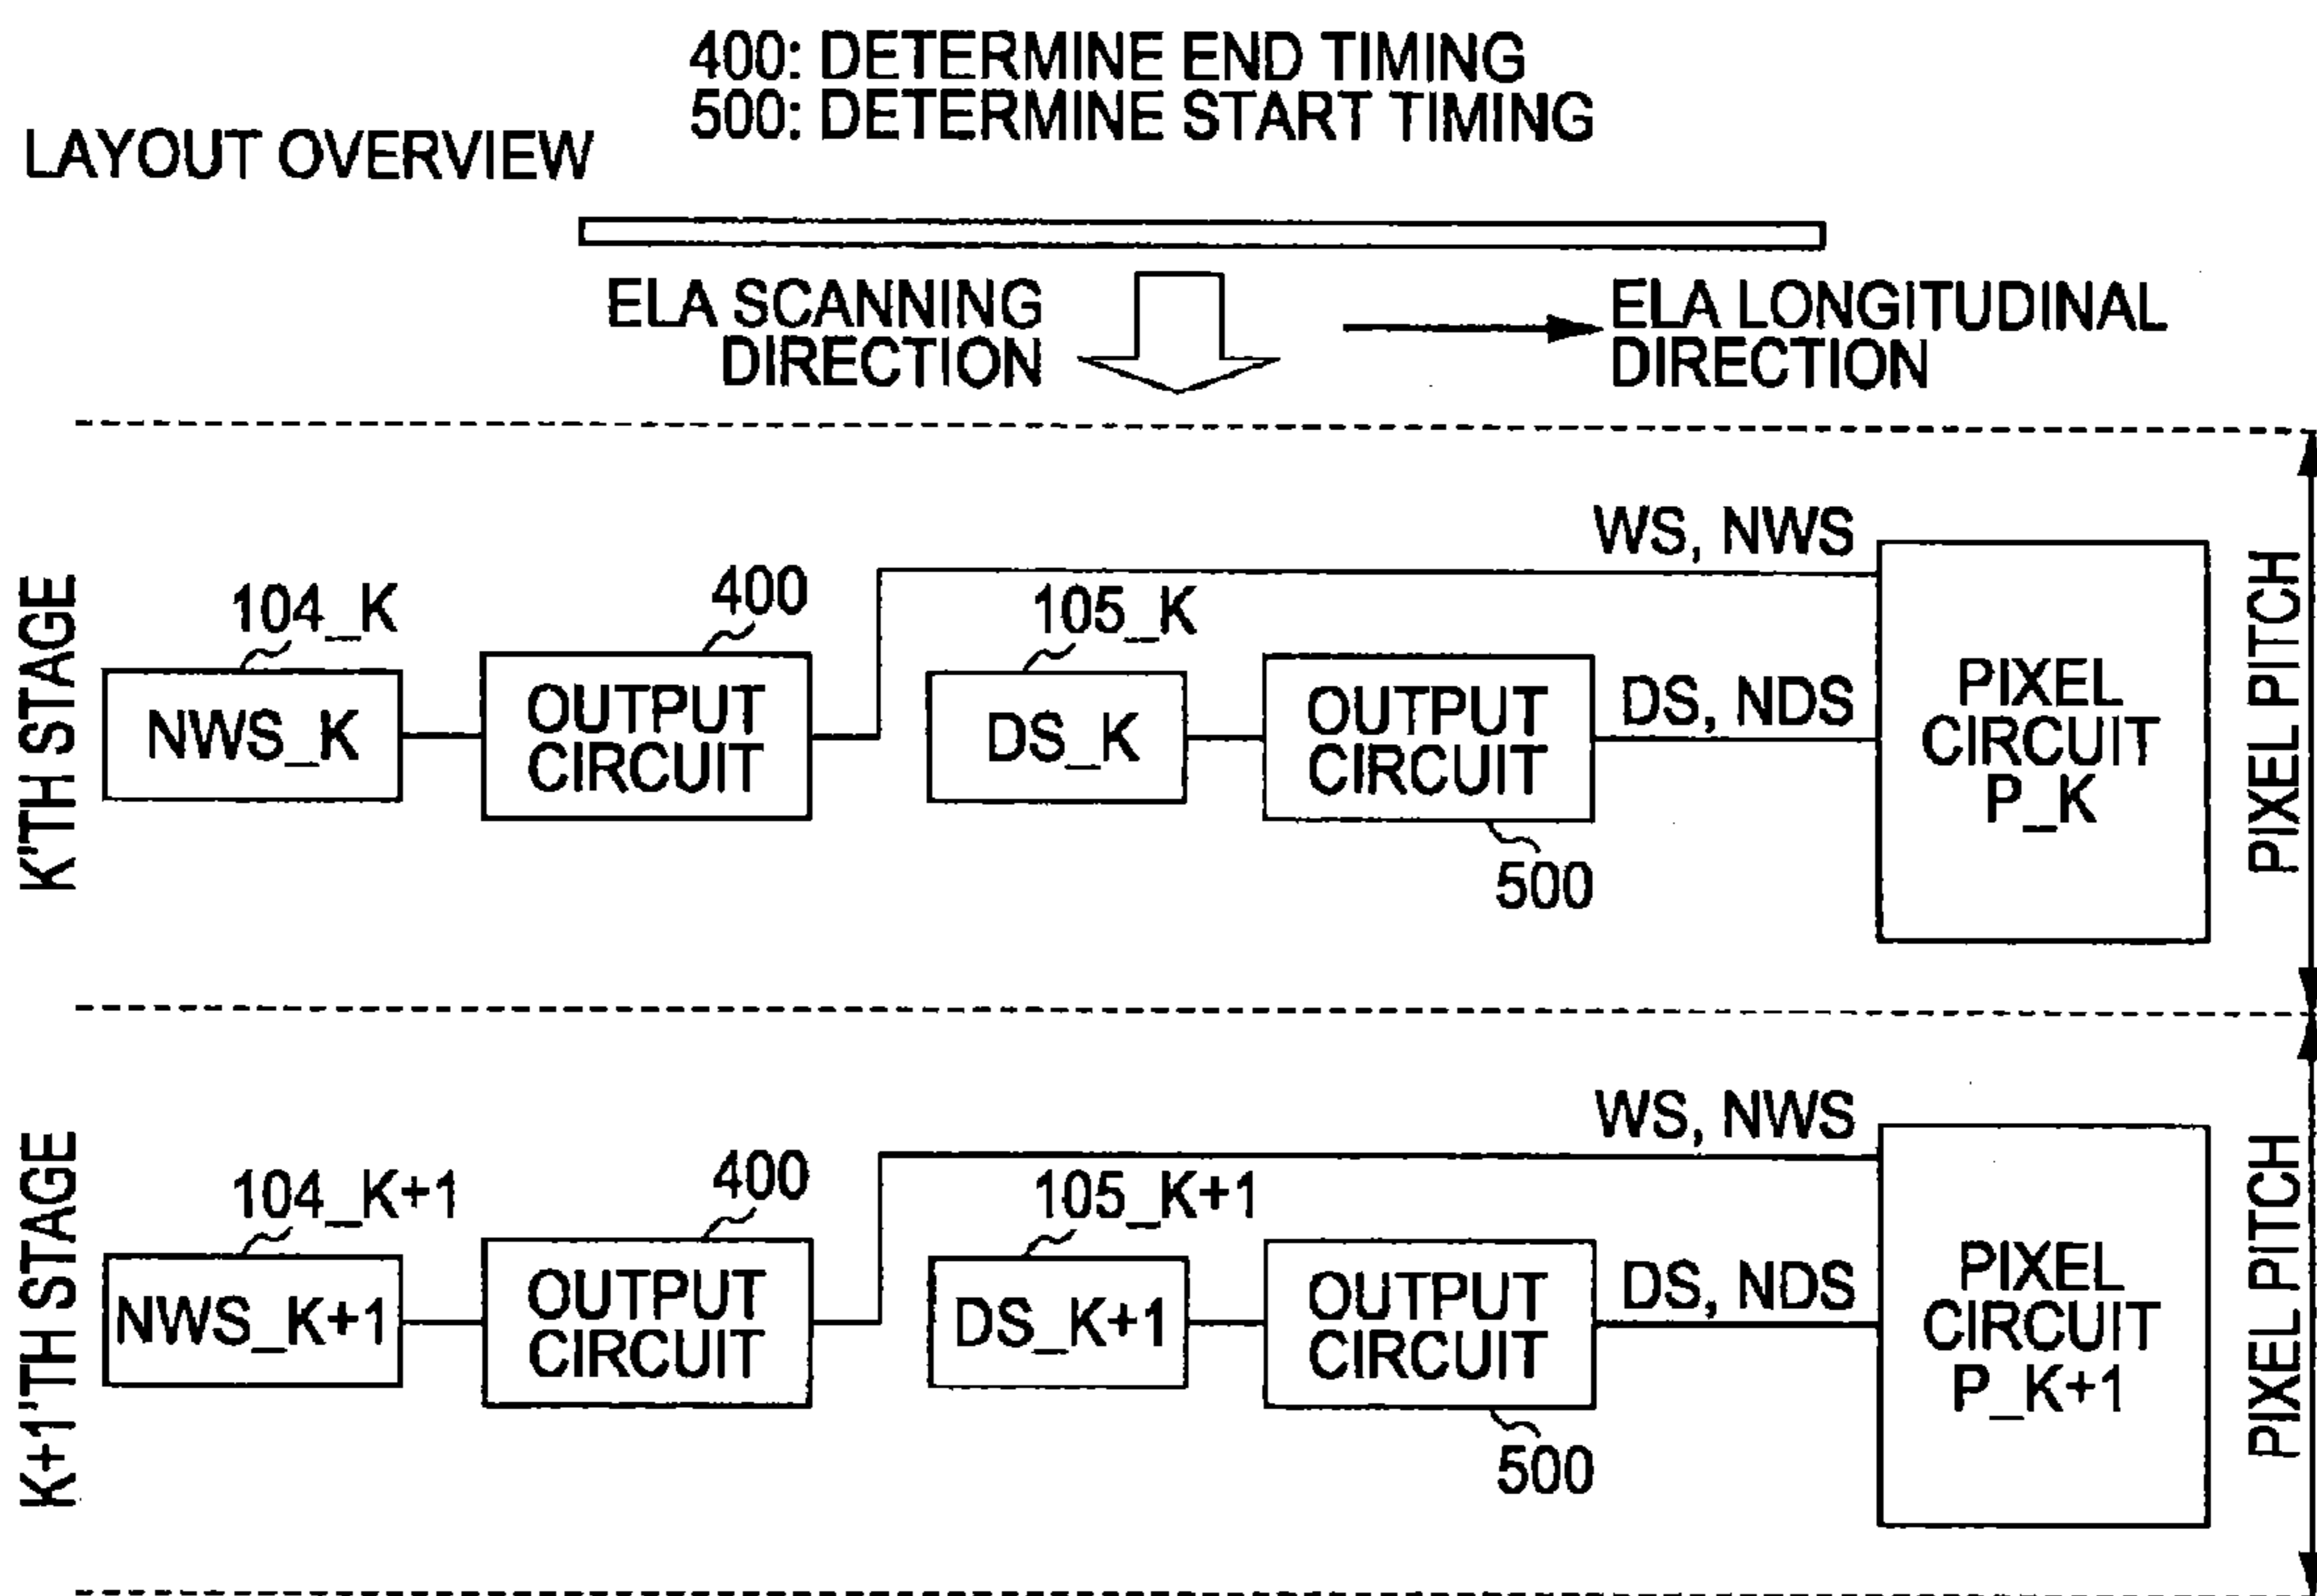 400: DETERMINE END TIMING
500: DETERMINE START TIMING
LAYOUT OVERVIEW
ELA SCANNING
DIRECTION
ELA LONGITUDINAL
DIRECTION
K'TH STAGE
104_K
NWS_K
400
OUTPUT
CIRCUIT
105_K
DS_K
OUTPUT
CIRCUIT
500
WS, NWS
DS, NDS
PIXEL
CIRCUIT
P_K
PIXEL PITCH
K+1'TH STAGE
104_K+1
NWS_K+1
400
OUTPUT
CIRCUIT
105_K+1
DS_K+1
OUTPUT
CIRCUIT
500
WS, NWS
DS, NDS
PIXEL
CIRCUIT
P_K+1
PIXEL PITCH